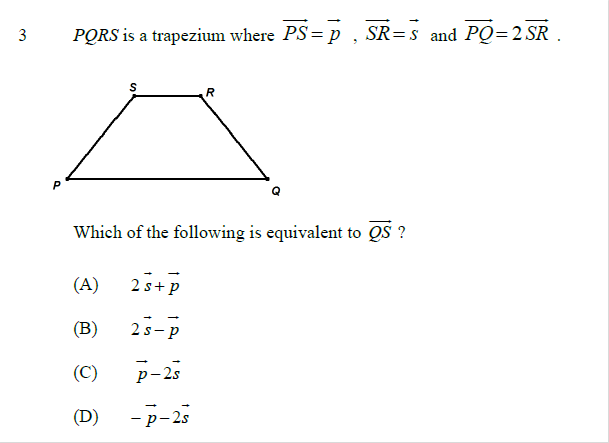 3 PQRS is a trapezium where $\overrightarrow{PS} = \vec{p}$ , $\overrightarrow{SR} = \vec{s}$ and $\overrightarrow{PQ} = 2\overrightarrow{SR}$ .
S
R
P
Q
Which of the following is equivalent to $\overrightarrow{QS}$ ?
(A) $2\vec{s} + \vec{p}$
(B) $2\vec{s} - \vec{p}$
(C) $\vec{p} - 2\vec{s}$
(D) $-\vec{p} - 2\vec{s}$